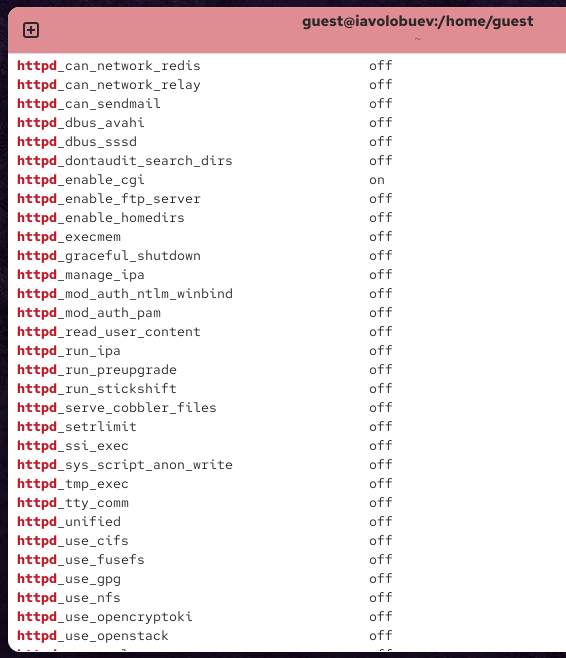 guest@iavolobuev:/home/guest
~
httpd_can_network_redis off
httpd_can_network_relay off
httpd_can_sendmail off
httpd_dbus_avahi off
httpd_dbus_sssd off
httpd_dontaudit_search_dirs off
httpd_enable_cgi on
httpd_enable_ftp_server off
httpd_enable_homedirs off
httpd_execmem off
httpd_graceful_shutdown off
httpd_manage_ipa off
httpd_mod_auth_ntlm_winbind off
httpd_mod_auth_pam off
httpd_read_user_content off
httpd_run_ipa off
httpd_run_preupgrade off
httpd_run_stickshift off
httpd_serve_cobbler_files off
httpd_setrlimit off
httpd_ssi_exec off
httpd_sys_script_anon_write off
httpd_tmp_exec off
httpd_tty_comm off
httpd_unified off
httpd_use_cifs off
httpd_use_fusefs off
httpd_use_gpg off
httpd_use_nfs off
httpd_use_opencryptoki off
httpd_use_openstack off